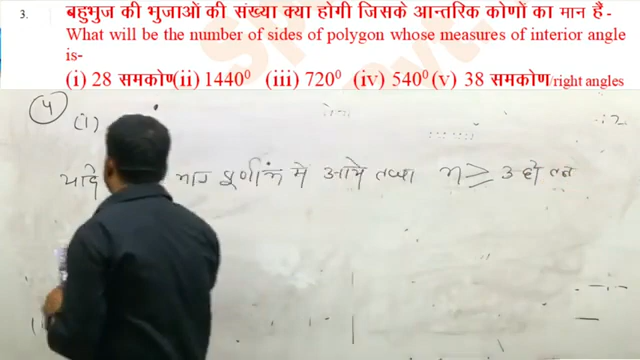 3. बहुभुज की भुजाओं की संख्या क्या होगी जिसके आन्तरिक कोणों का मान है-
What will be the number of sides of polygon whose measures of interior angle
is-
(i) 28 समकोण(ii) 1440⁰ (iii) 720⁰ (iv) 540⁰ (v) 38 समकोण/right angles
(i)
यदि मान पूर्णांक में आये तथा n ≥ 3 हो तब